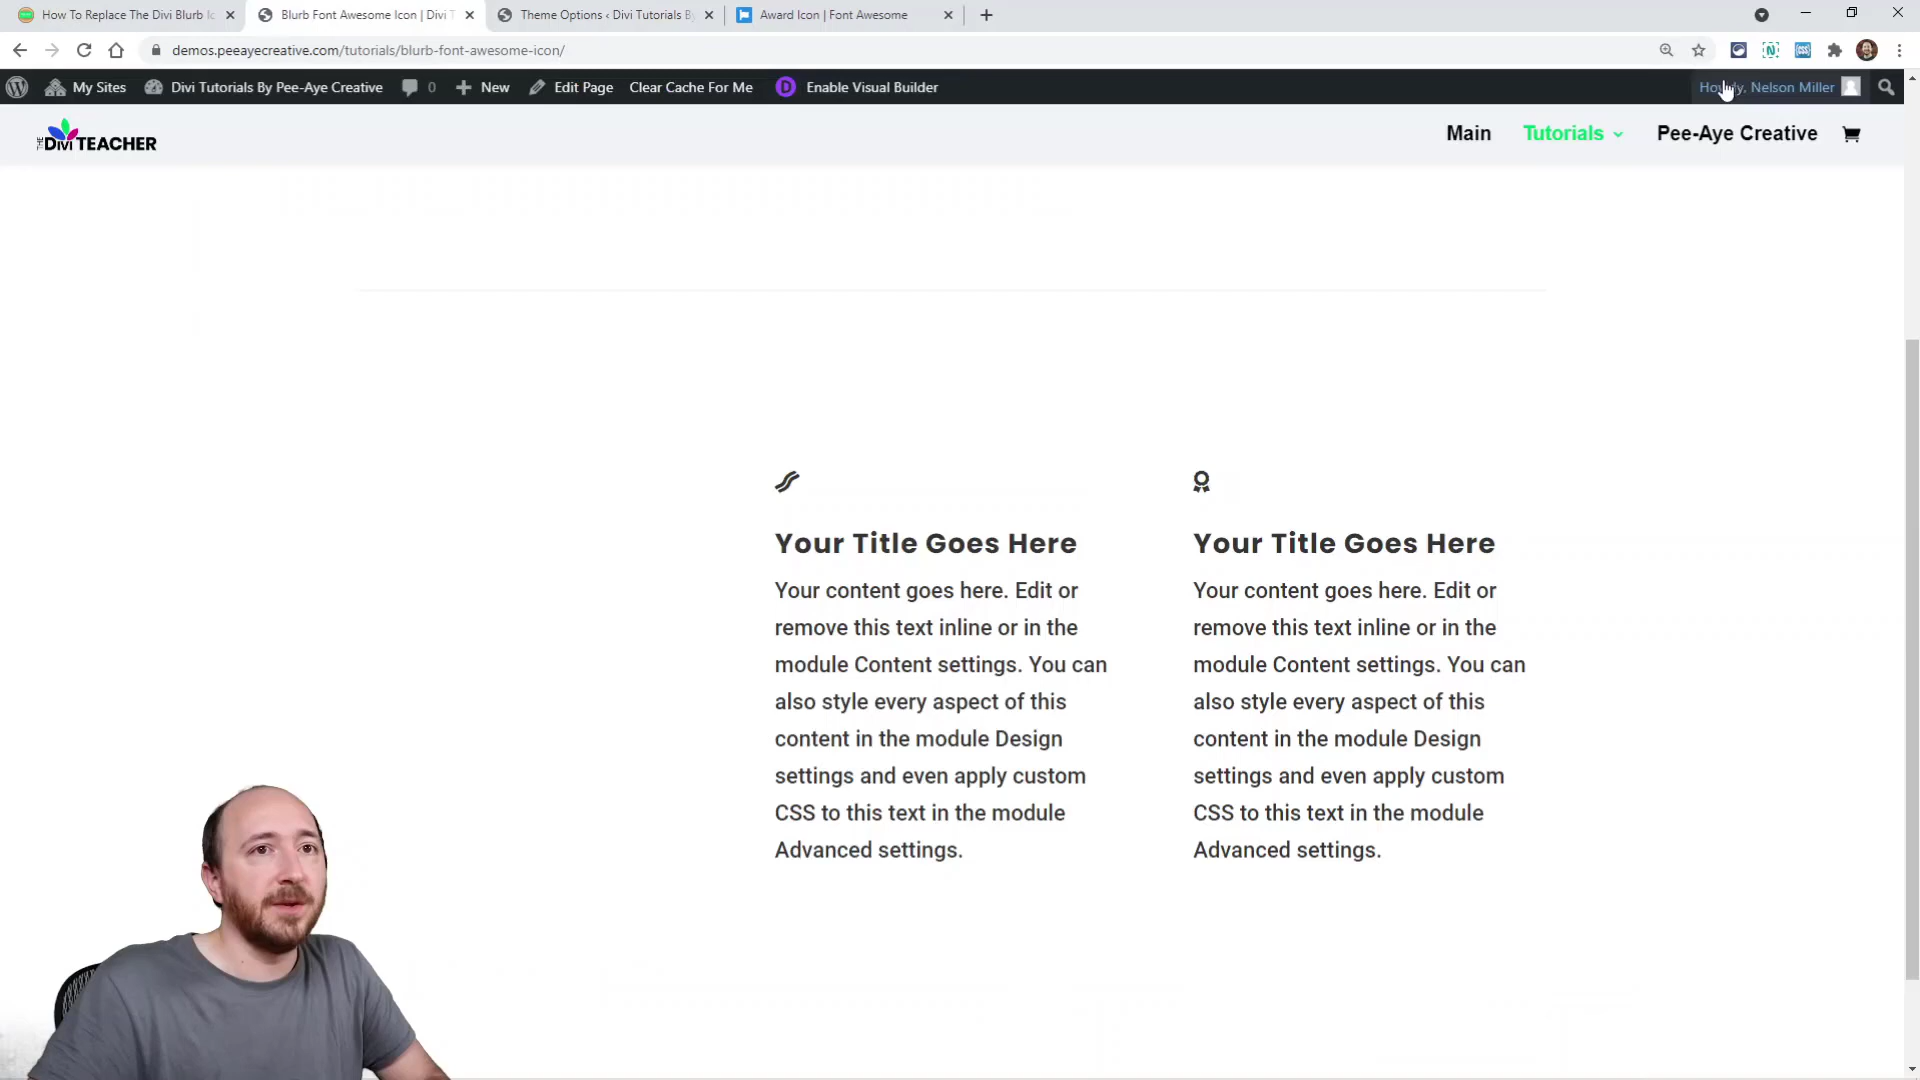 How To Replace The Divi Blurb Ic
Blurb Font Awesome Icon | Divi T
Theme Options ‹ Divi Tutorials B
Award Icon | Font Awesome
demos.peeayecreative.com/tutorials/blurb-font-awesome-icon/
My Sites
Divi Tutorials By Pee-Aye Creative
0
New
Edit Page
Clear Cache For Me
D
Enable Visual Builder
Howdy, Nelson Miller
THE DIVI TEACHER
Main
Tutorials
Pee-Aye Creative
Your Title Goes Here
Your content goes here. Edit or
remove this text inline or in the
module Content settings. You can
also style every aspect of this
content in the module Design
settings and even apply custom
CSS to this text in the module
Advanced settings.
Your Title Goes Here
Your content goes here. Edit or
remove this text inline or in the
module Content settings. You can
also style every aspect of this
content in the module Design
settings and even apply custom
CSS to this text in the module
Advanced settings.